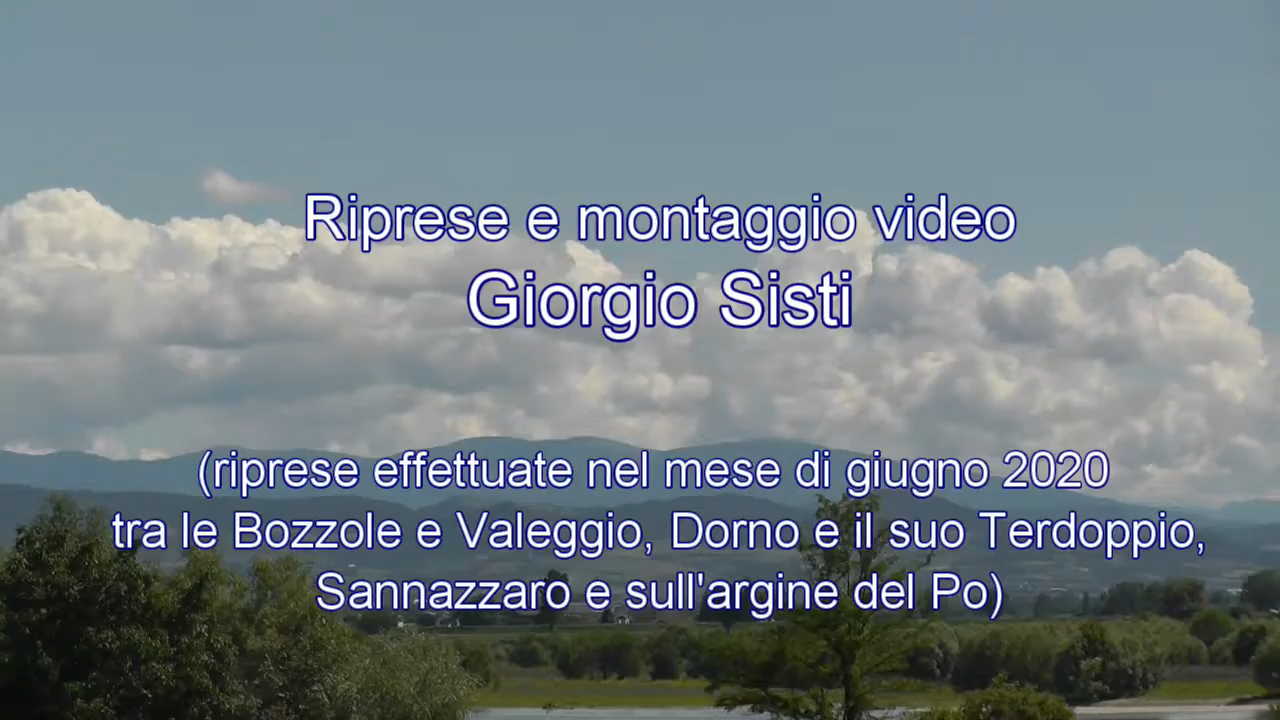 Riprese e montaggio video
Giorgio Sisti
(riprese effettuate nel mese di giugno 2020
tra le Bozzole e Valeggio, Dorno e il suo Terdoppio,
Sannazzaro e sull'argine del Po)